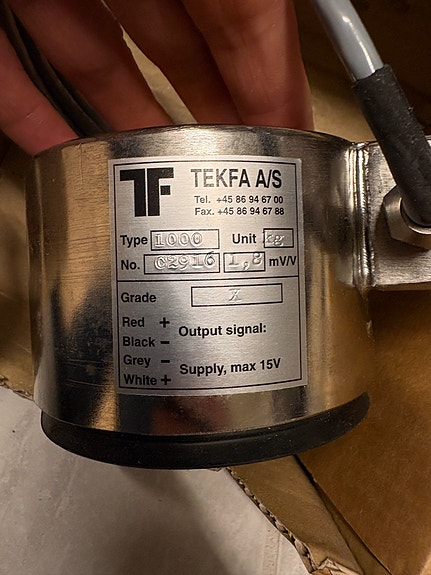 TF TEKFA A/S
Tel. +45 86 94 67 00
Fax. +45 86 94 67 88
Type 1000 Unit kg
No. C2916 1,8 mV/V
Grade
Red +
Black - Output signal:
Grey -
White + Supply, max 15V